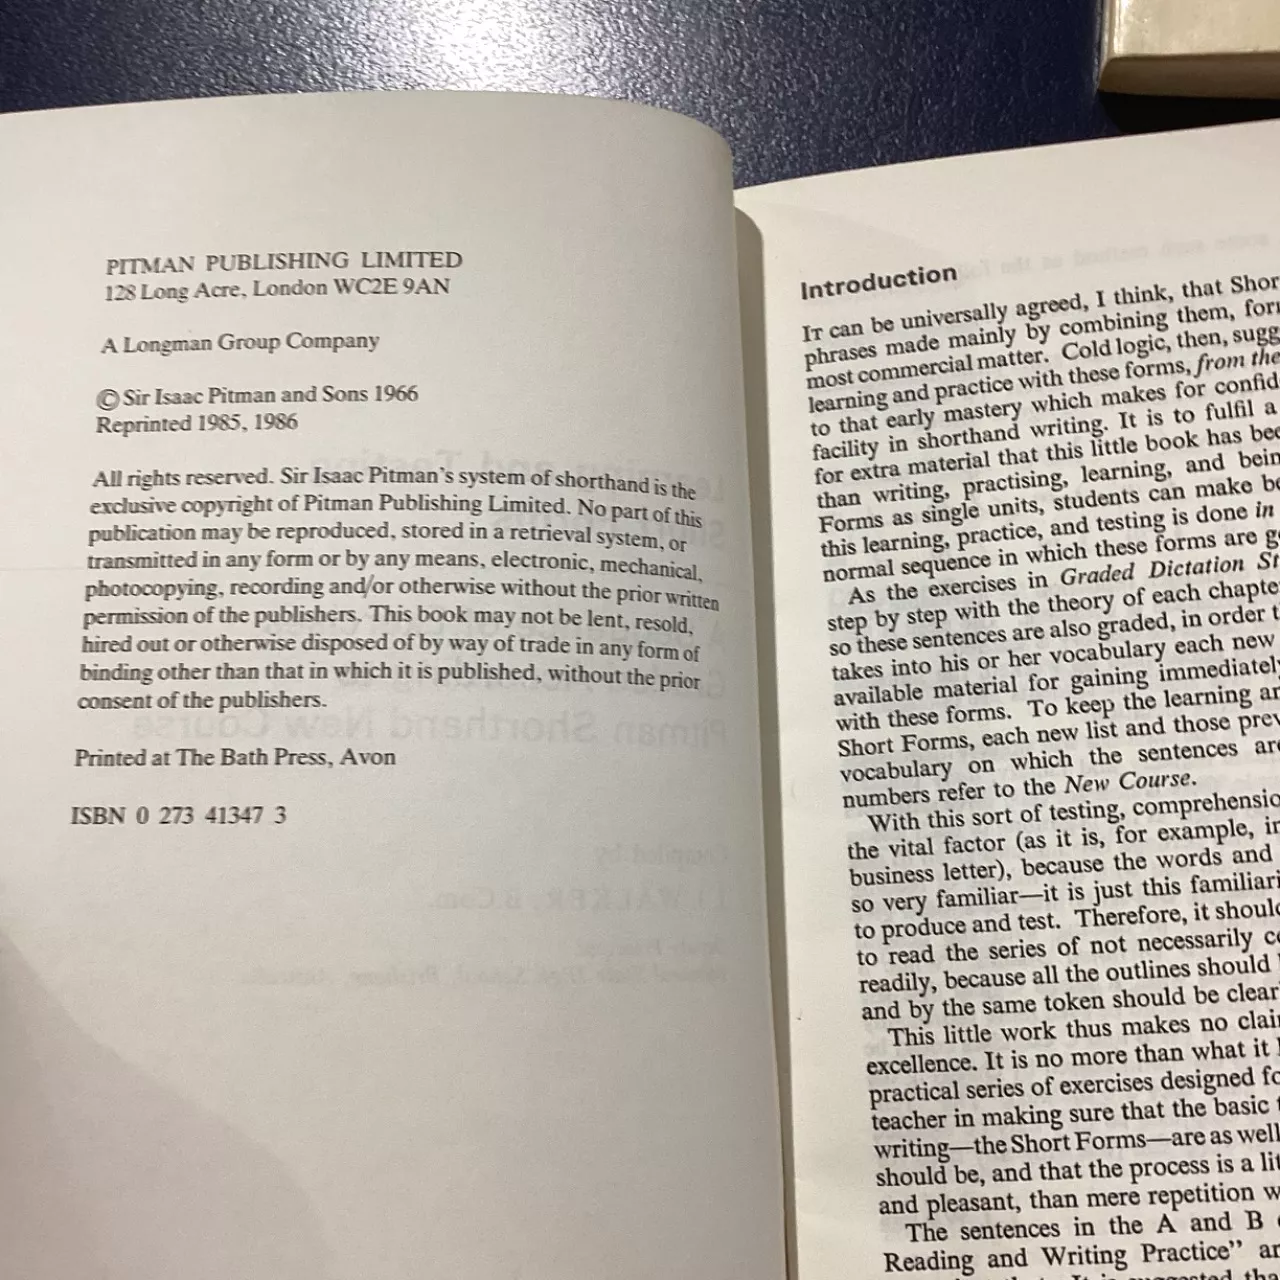 PITMAN PUBLISHING LIMITED
128 Long Acre, London WC2E 9AN
A Longman Group Company
© Sir Isaac Pitman and Sons 1966
Reprinted 1985, 1986
All rights reserved. Sir Isaac Pitman's system of shorthand is the
exclusive copyright of Pitman Publishing Limited. No part of this
publication may be reproduced, stored in a retrieval system, or
transmitted in any form or by any means, electronic, mechanical,
photocopying, recording and/or otherwise without the prior written
permission of the publishers. This book may not be lent, resold,
hired out or otherwise disposed of by way of trade in any form of
binding other than that in which it is published, without the prior
consent of the publishers.
Printed at The Bath Press, Avon
ISBN 0 273 41347 3
Introduction
IT can be universally agreed, I think, that Shor
phrases made mainly by combining them, for
most commercial matter. Cold logic, then, sugg
learning and practice with these forms, from the
to that early mastery which makes for confid
facility in shorthand writing. It is to fulfil a
for extra material that this little book has bee
than writing, practising, learning, and bein
Forms as single units, students can make be
this learning, practice, and testing is done in
normal sequence in which these forms are g
As the exercises in Graded Dictation St
step by step with the theory of each chapte
so these sentences are also graded, in order t
takes into his or her vocabulary each new
available material for gaining immediatel
with these forms. To keep the learning an
Short Forms, each new list and those prev
vocabulary on which the sentences are
numbers refer to the New Course.
With this sort of testing, comprehensio
the vital factor (as it is, for example, in
business letter), because the words and
so very familiar—it is just this familiari
to produce and test. Therefore, it should
to read the series of not necessarily co
readily, because all the outlines should
and by the same token should be clear
This little work thus makes no clai
excellence. It is no more than what it
practical series of exercises designed fo
teacher in making sure that the basic
writing—the Short Forms—are as well
should be, and that the process is a lit
and pleasant, than mere repetition w
The sentences in the A and B
Reading and Writing Practice" ar